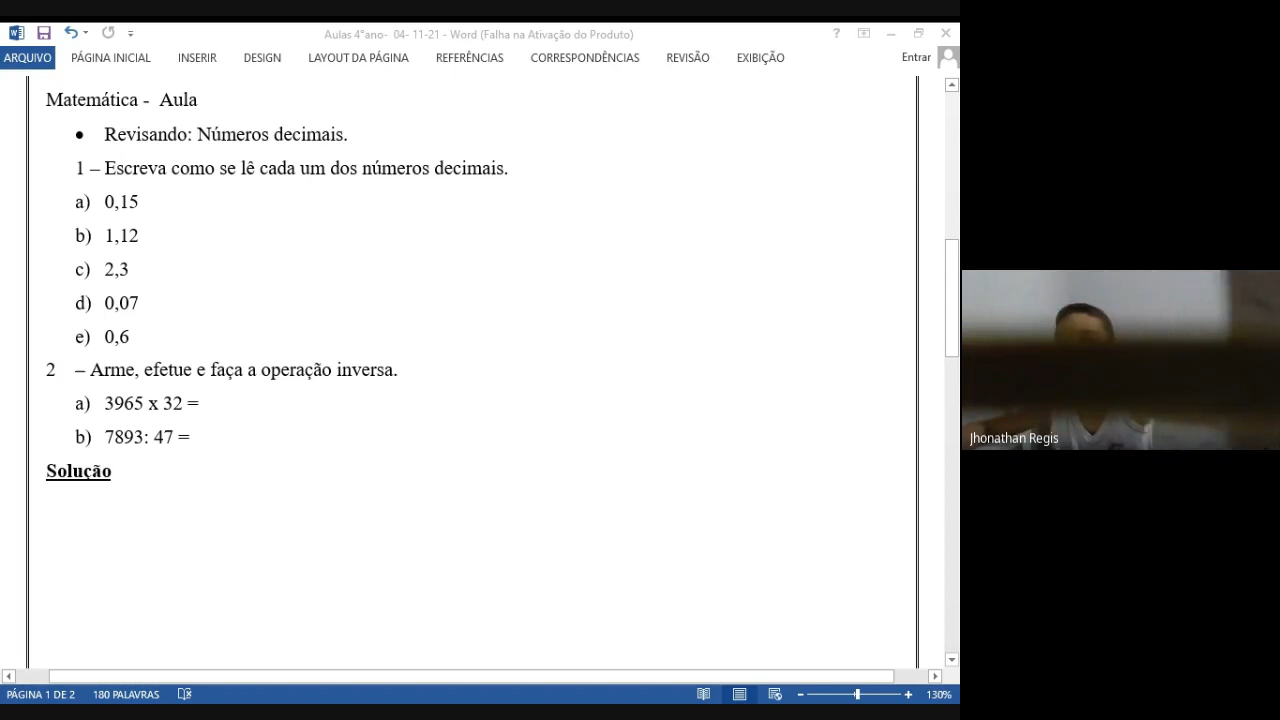 Aulas 4°ano- 04- 11-21 - Word (Falha na Ativação do Produto)
ARQUIVO PÁGINA INICIAL INSERIR DESIGN LAYOUT DA PÁGINA REFERÊNCIAS CORRESPONDÊNCIAS REVISÃO EXIBIÇÃO Entrar
Matemática - Aula
• Revisando: Números decimais.
1 – Escreva como se lê cada um dos números decimais.
a) 0,15
b) 1,12
c) 2,3
d) 0,07
e) 0,6
2 – Arme, efetue e faça a operação inversa.
a) 3965 x 32 =
b) 7893: 47 =
Solução
Jhonathan Regis
PÁGINA 1 DE 2 180 PALAVRAS 130%